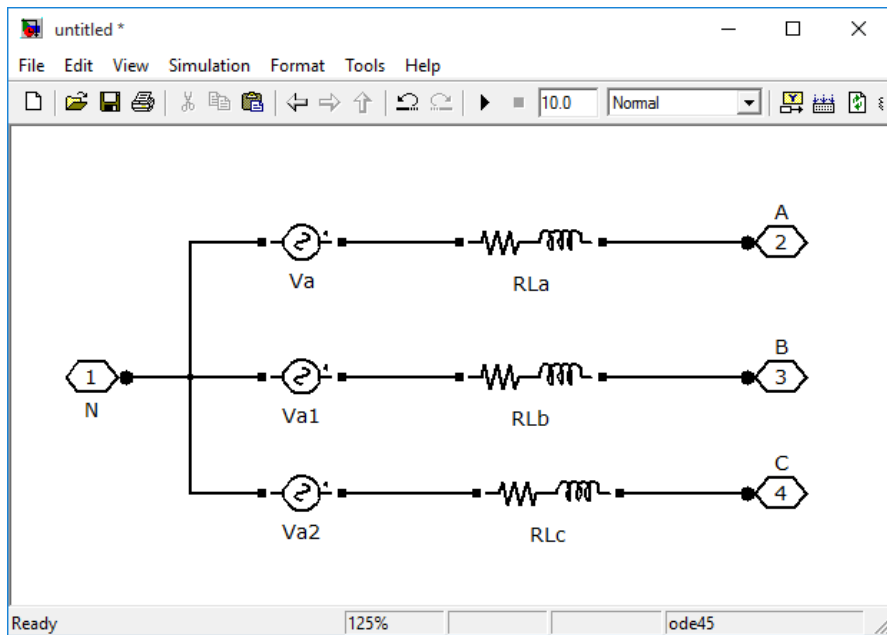 untitled *
File Edit View Simulation Format Tools Help
10.0 Normal
A
2
Va RLa
B
1 3
N Va1 RLb
C
4
Va2 RLc
Ready 125% ode45